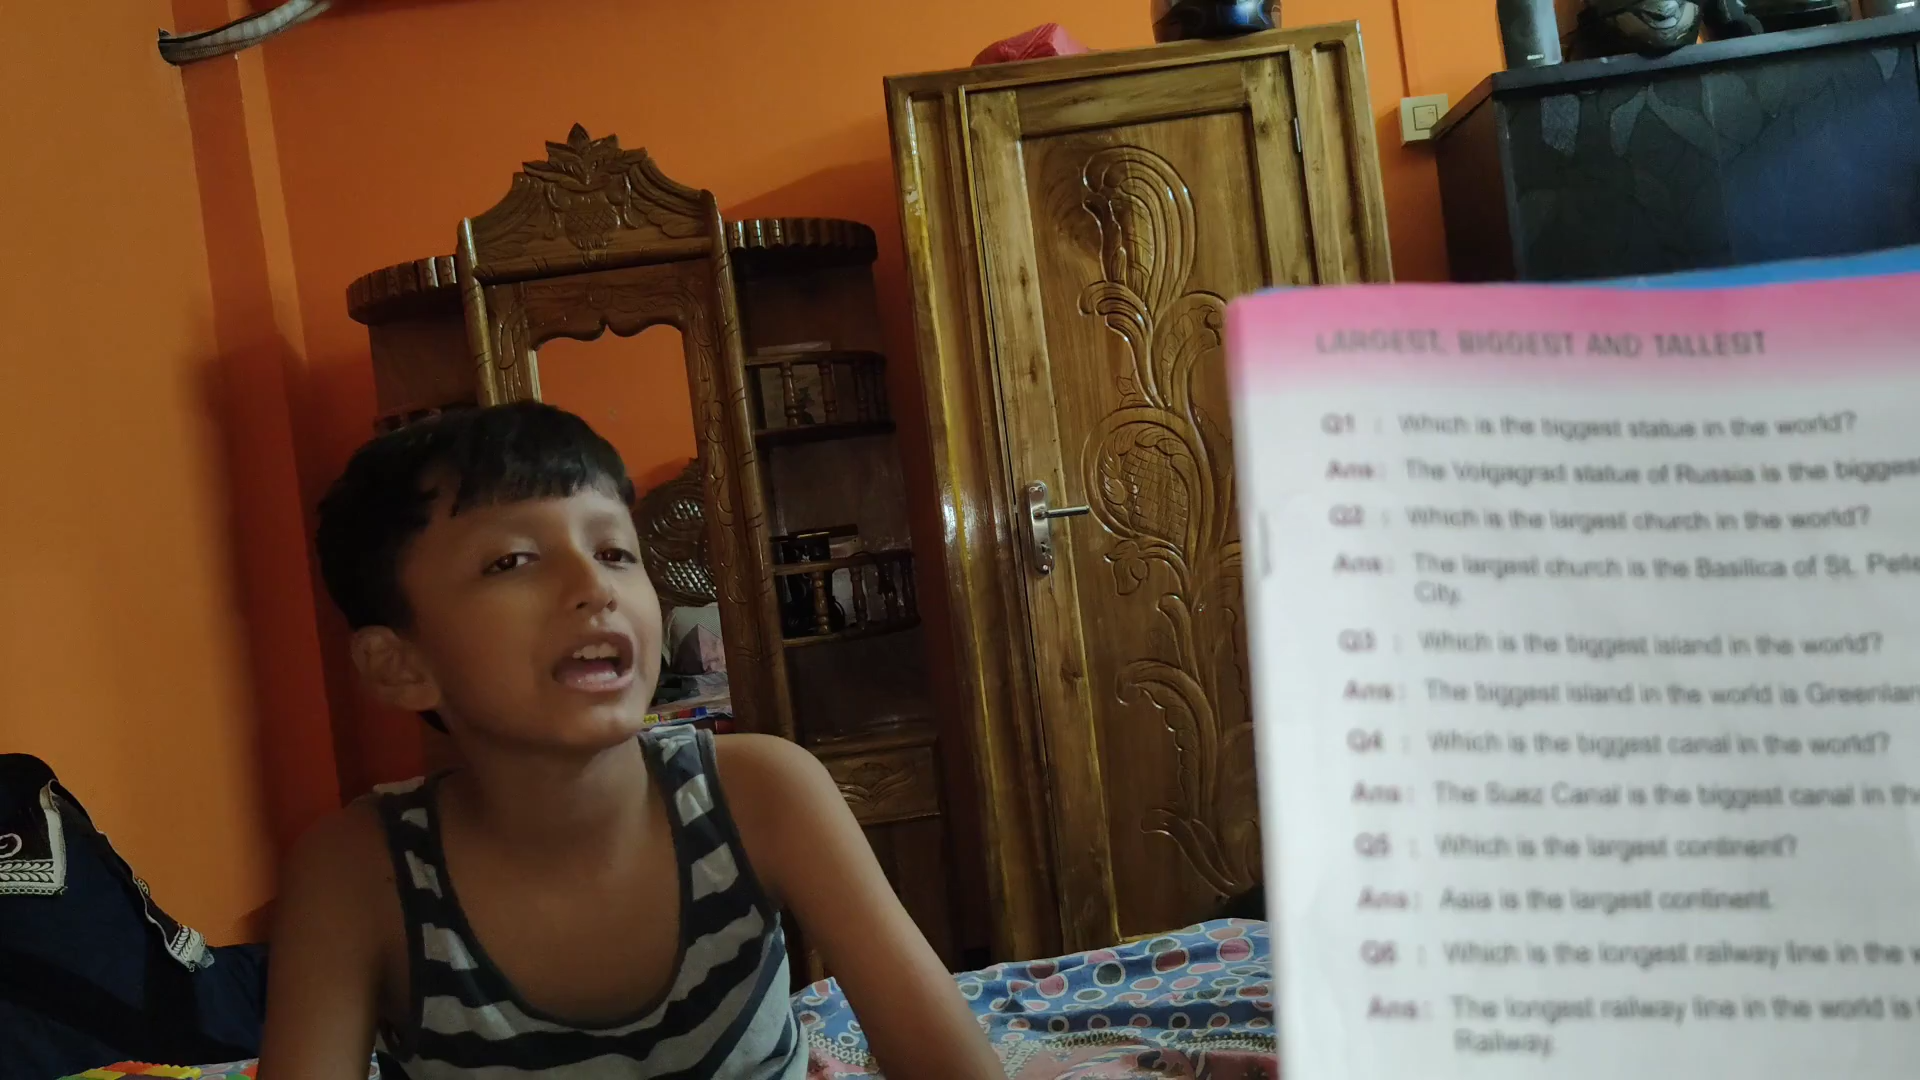 LARGEST, BIGGEST AND TALLEST
Q1 : Which is the biggest statue in the world?
Ans : The Volgagrad statue of Russia is the biggest
Q2 : Which is the largest church in the world?
Ans : The largest church is the Basilica of St.
City.
Q3 : Which is the biggest island in the world?
Ans : The biggest island in the world is
Q4 : Which is the biggest canal in the world?
Ans : The Suez Canal is the biggest canal in
Q5 : Which is the largest continent?
Ans : Asia is the largest continent.
Q6 : Which is the longest railway line in the
Ans : The longest railway line in the world is
Railway.